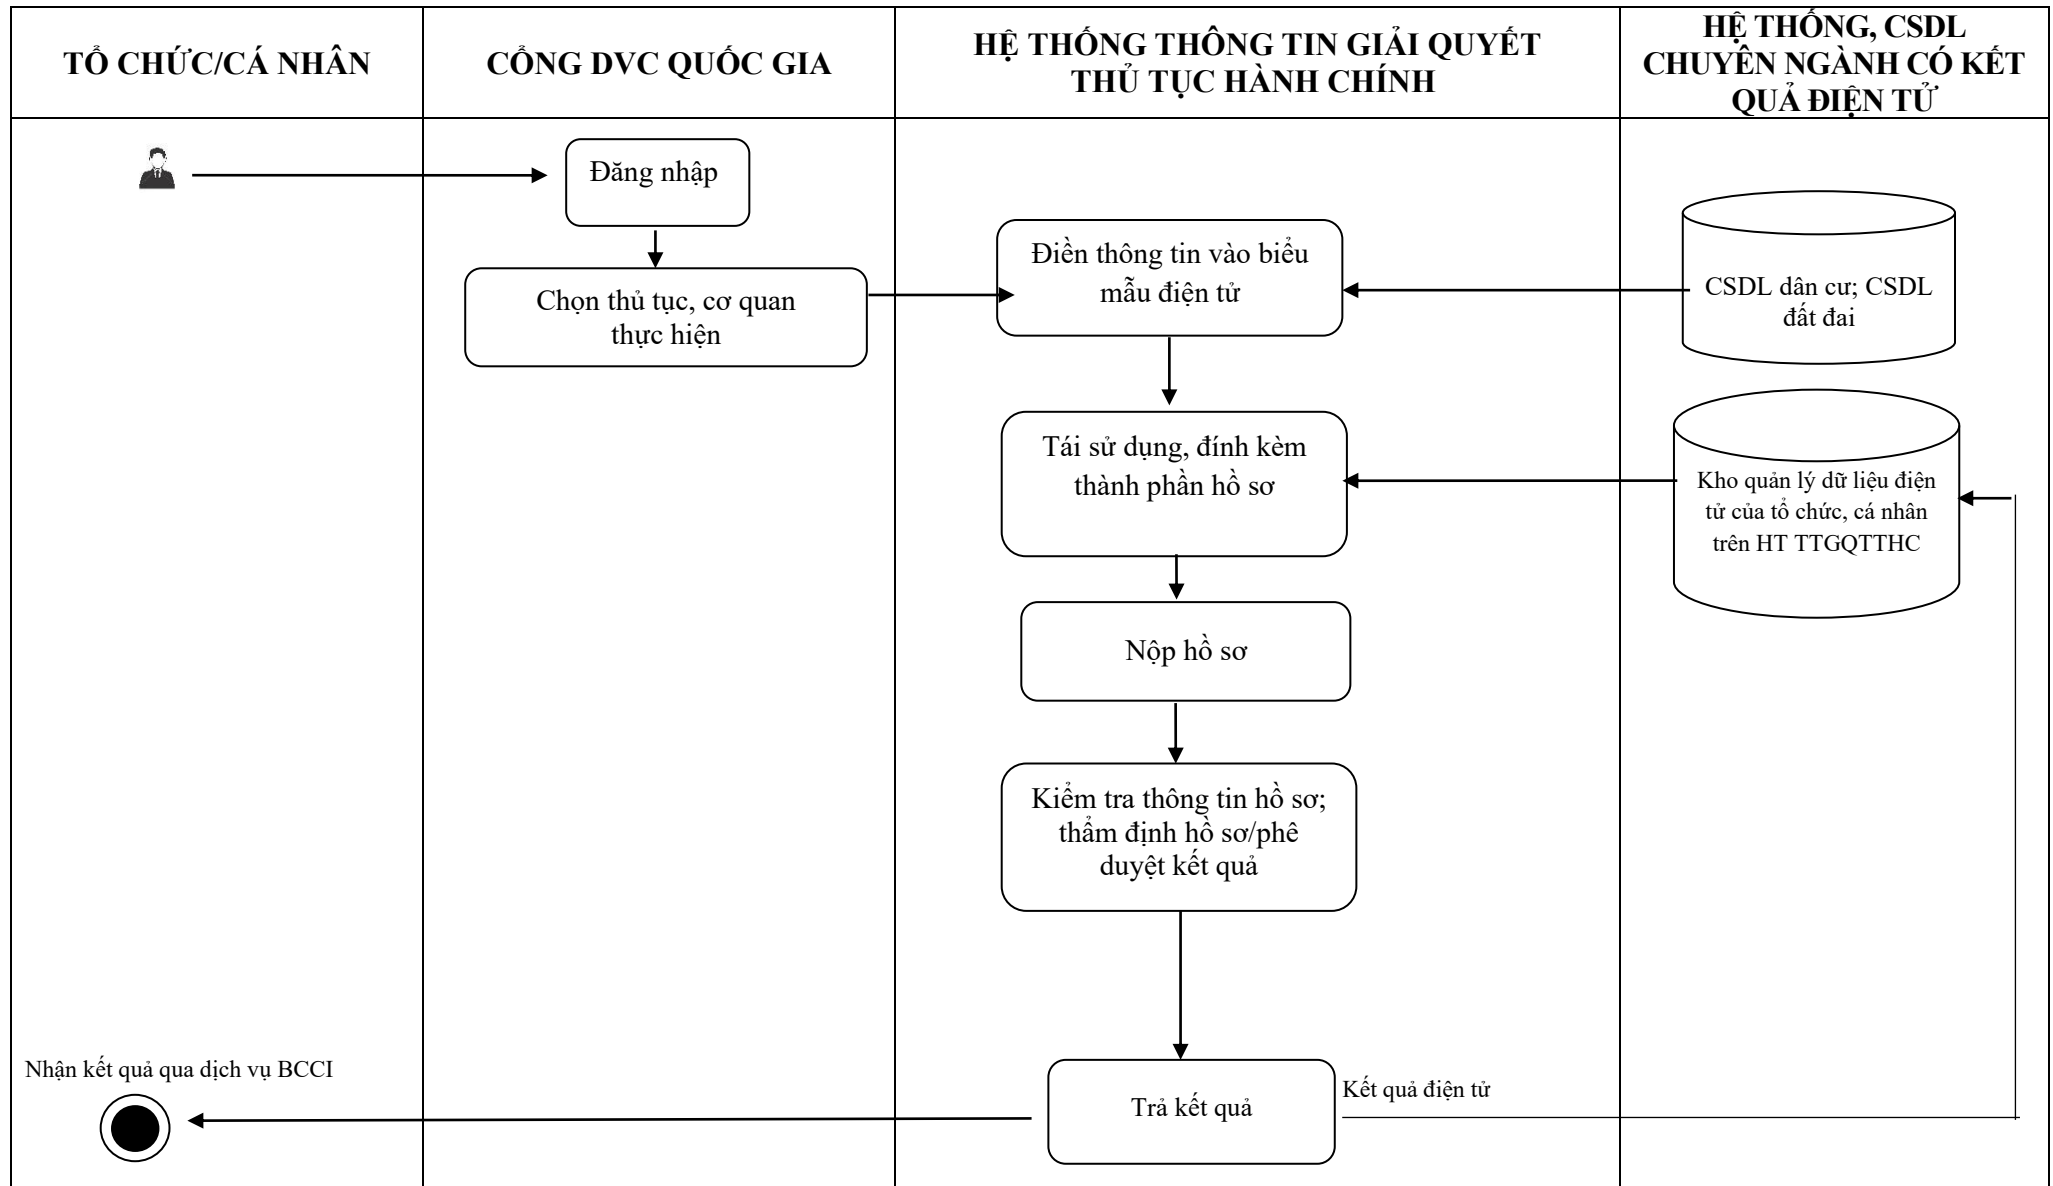 TỔ CHỨC/CÁ NHÂN
CỔNG DVC QUỐC GIA
HỆ THỐNG THÔNG TIN GIẢI QUYẾT
THỦ TỤC HÀNH CHÍNH
HỆ THỐNG, CSDL
CHUYÊN NGÀNH CÓ KẾT
QUẢ ĐIỆN TỬ
Đăng nhập
Chọn thủ tục, cơ quan
thực hiện
Điền thông tin vào biểu
mẫu điện tử
CSDL dân cư; CSDL
đất đai
Tái sử dụng, đính kèm
thành phần hồ sơ
Kho quản lý dữ liệu điện
tử của tổ chức, cá nhân
trên HT TTGQTTHC
Nộp hồ sơ
Kiểm tra thông tin hồ sơ;
thẩm định hồ sơ/phê
duyệt kết quả
Nhận kết quả qua dịch vụ BCCI
Trả kết quả
Kết quả điện tử